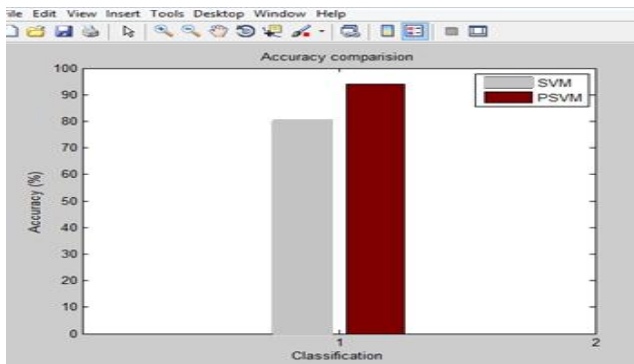 File Edit View Insert Tools Desktop Window Help
Accuracy comparision
SVM
PSVM
100
90
80
70
60
50
40
30
20
10
0
Accuracy (%)
1
2
Classification